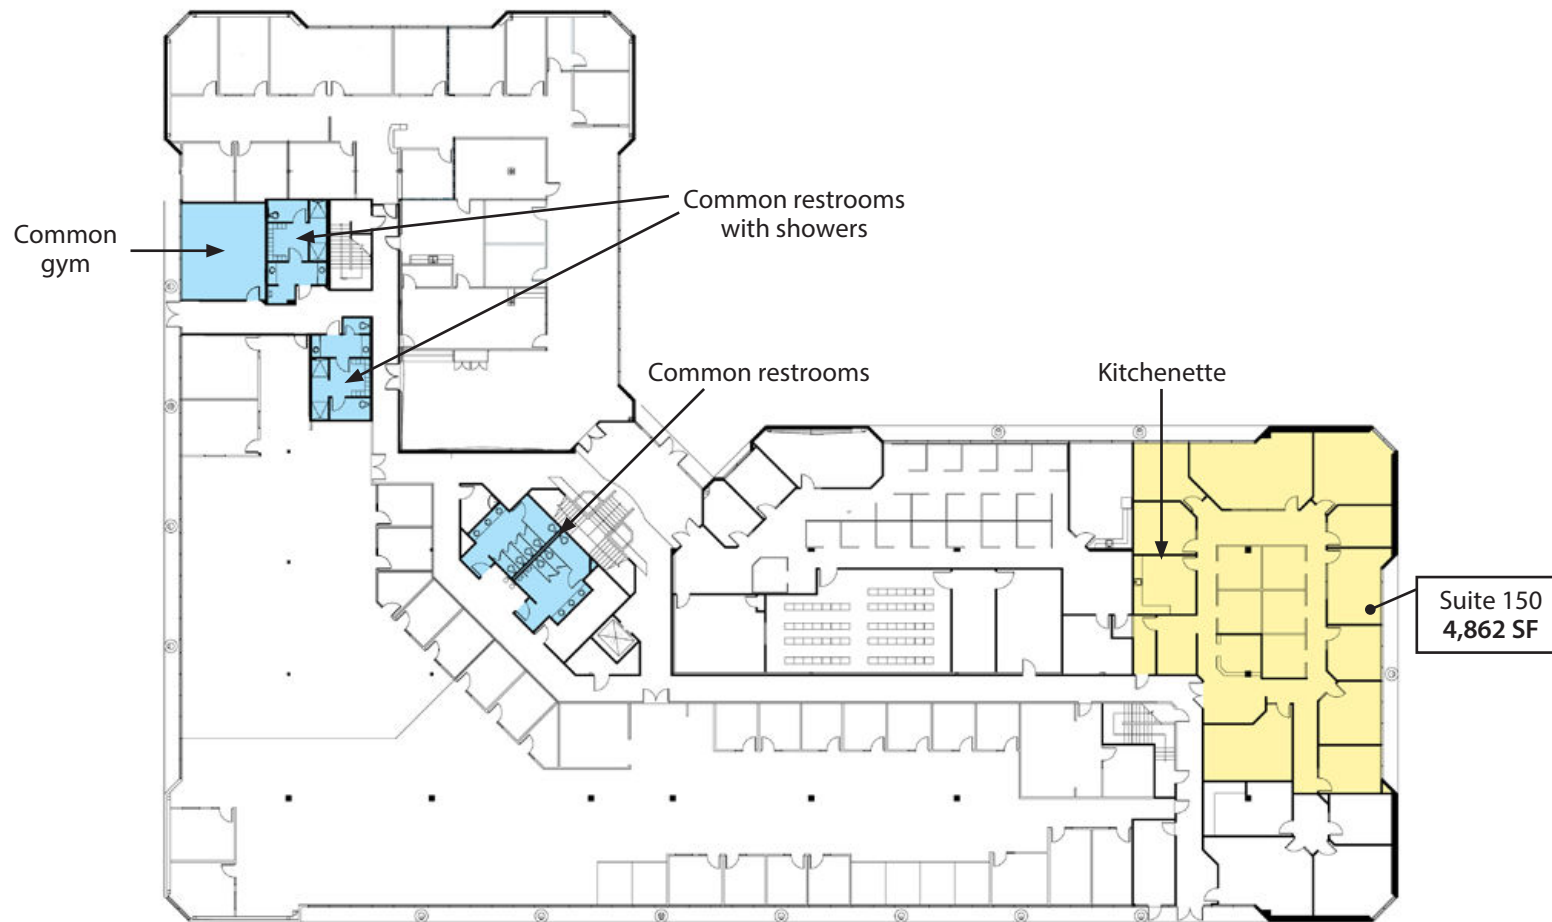 Common restrooms
with showers
Common
gym
Common restrooms
Kitchenette
Suite 150
4,862 SF